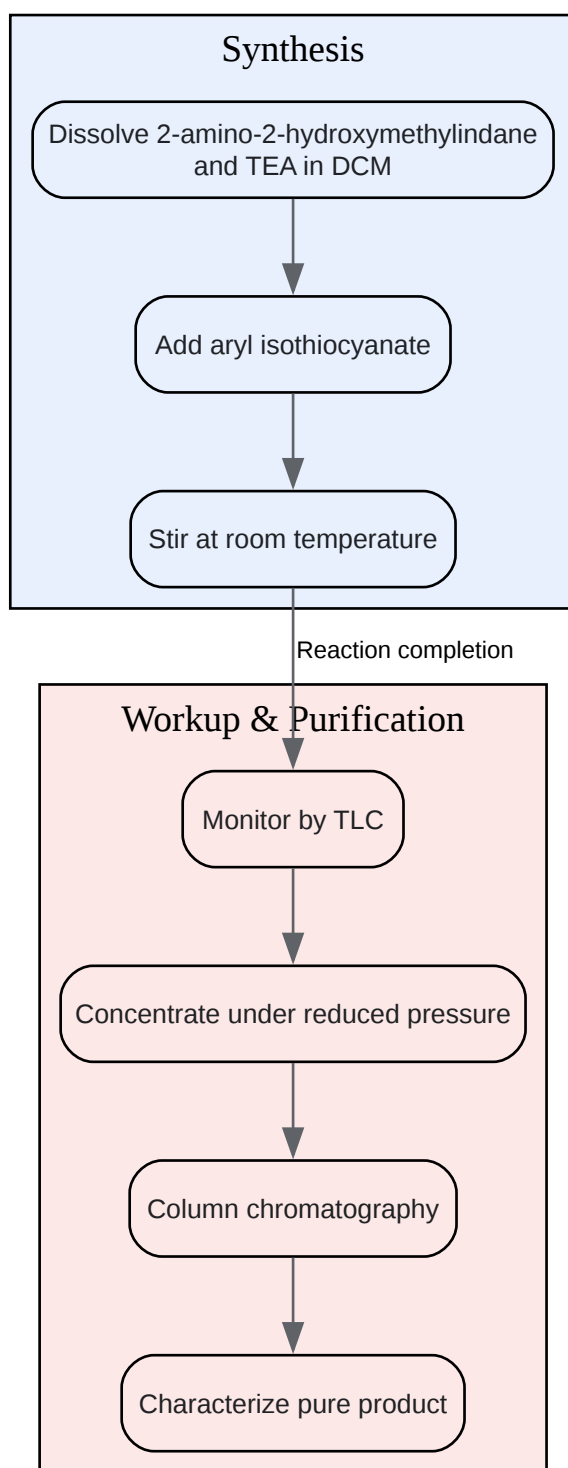 Synthesis
Dissolve 2-amino-2-hydroxymethylindane
and TEA in DCM
Add aryl isothiocyanate
Stir at room temperature
Reaction completion
Workup & Purification
Monitor by TLC
Concentrate under reduced pressure
Column chromatography
Characterize pure product